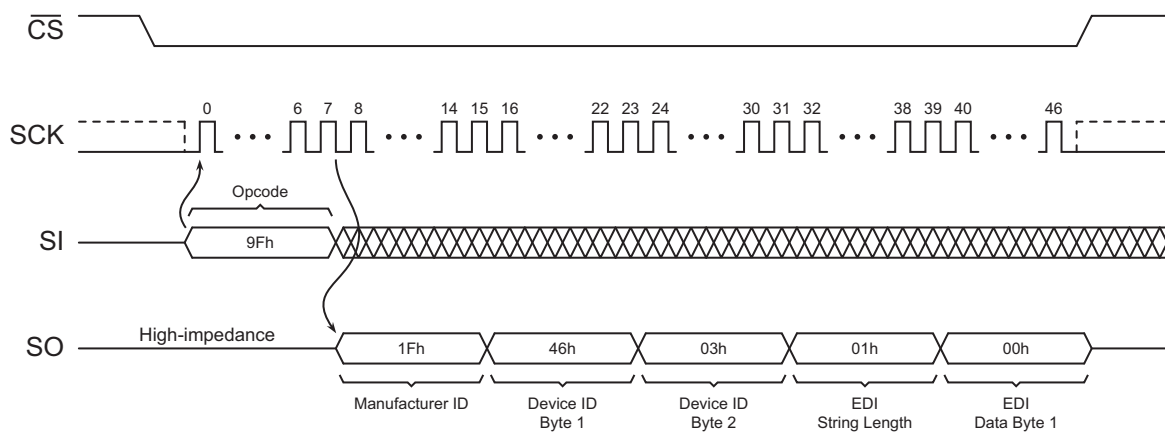 CS
0 6 7 8 14 15 16 22 23 24 30 31 32 38 39 40 46
SCK
Opcode
SI
9Fh
High-impedance
SO
1Fh 46h 03h 01h 00h
Manufacturer ID Device ID Device ID EDI EDI
Byte 1 Byte 2 String Length Data Byte 1